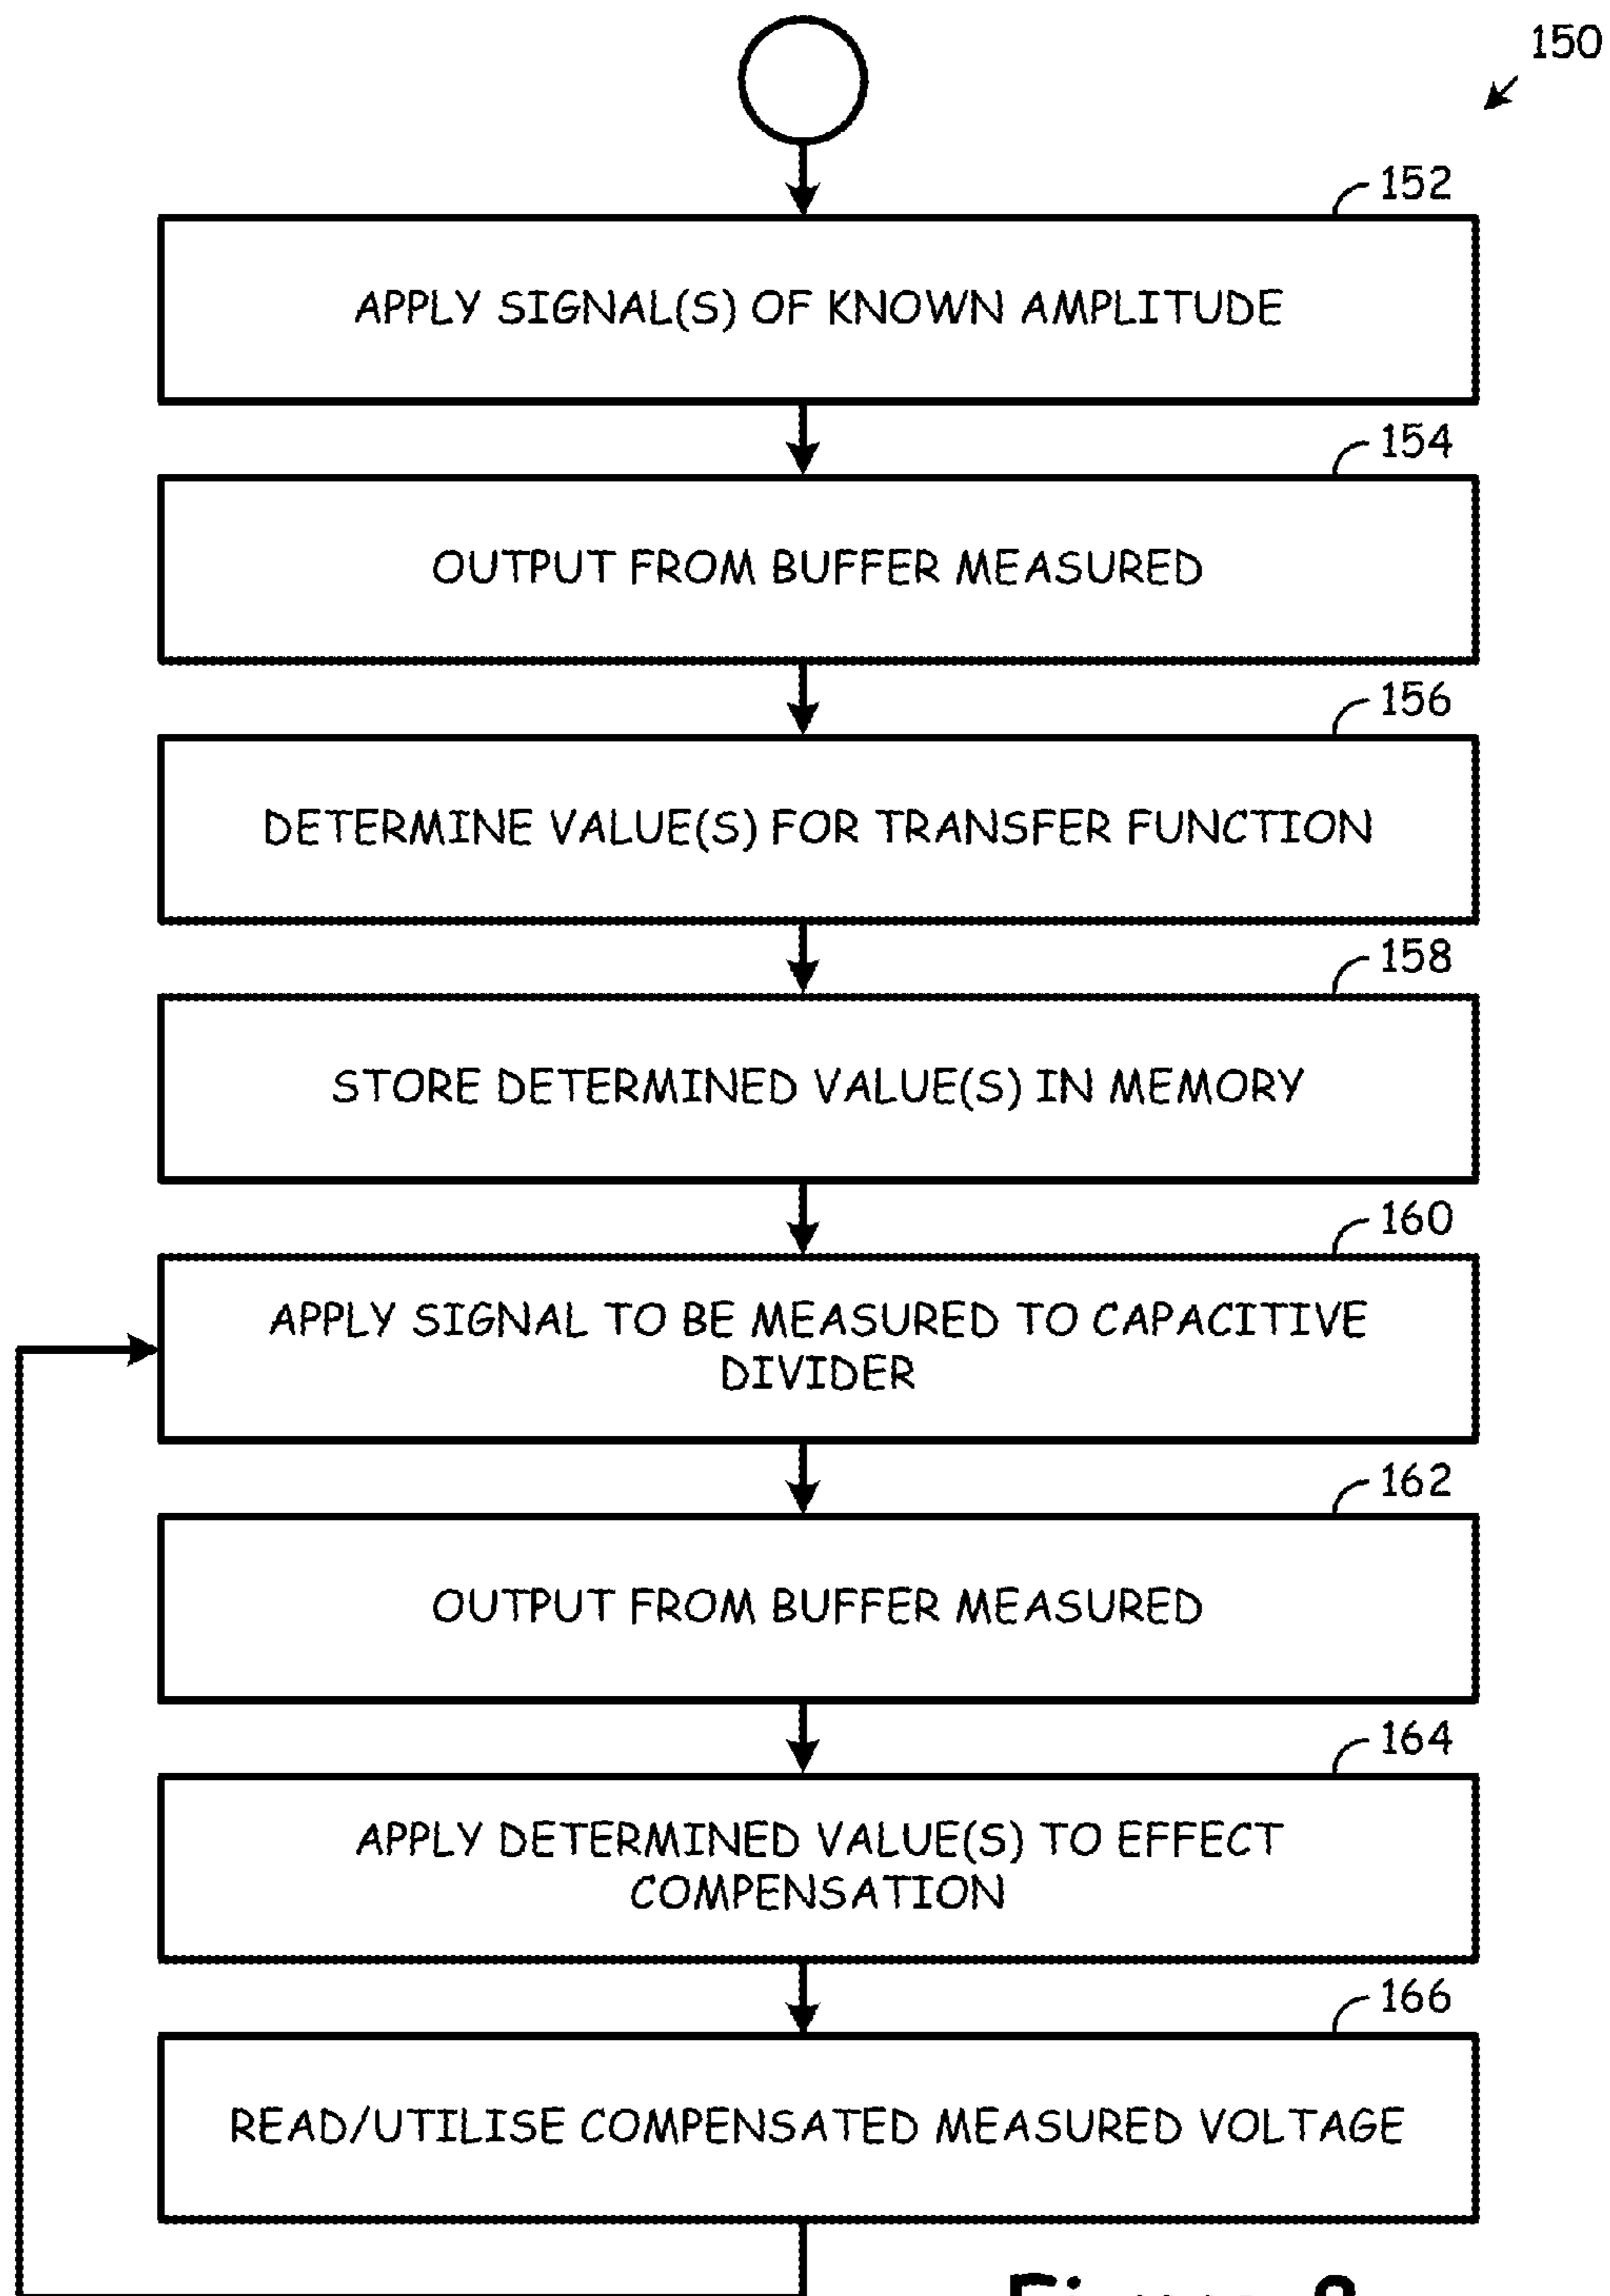 150
152
APPLY SIGNAL(S) OF KNOWN AMPLITUDE
154
OUTPUT FROM BUFFER MEASURED
156
DETERMINE VALUE(S) FOR TRANSFER FUNCTION
158
STORE DETERMINED VALUE(S) IN MEMORY
160
APPLY SIGNAL TO BE MEASURED TO CAPACITIVE
DIVIDER
162
OUTPUT FROM BUFFER MEASURED
164
APPLY DETERMINED VALUE(S) TO EFFECT
COMPENSATION
166
READ/UTILISE COMPENSATED MEASURED VOLTAGE